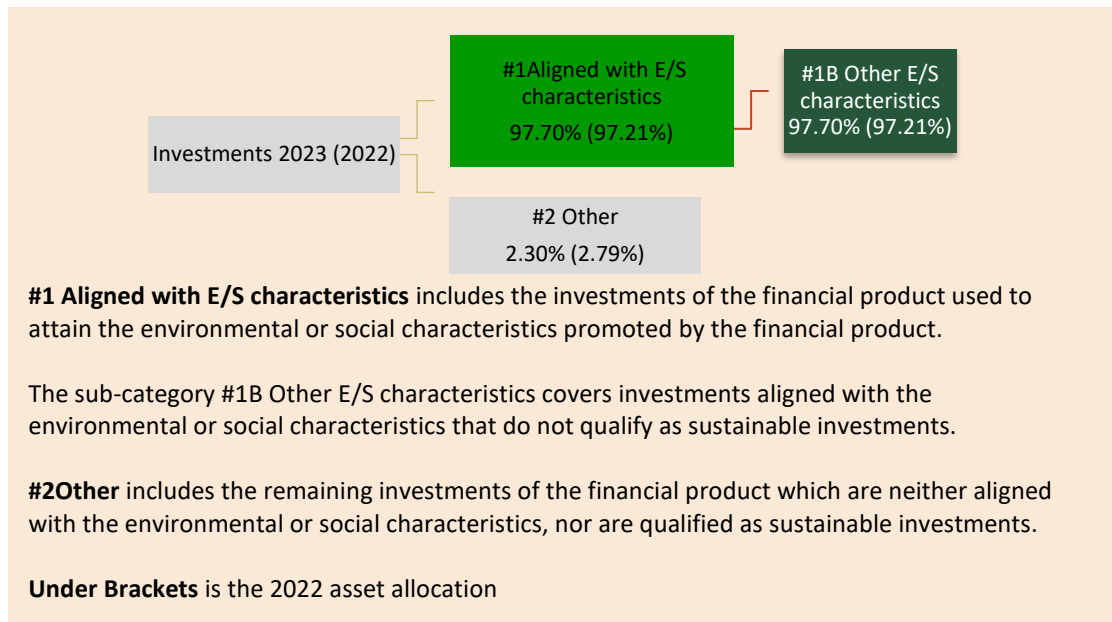 #1Aligned with E/S
characteristics
97.70% (97.21%)
#1B Other E/S
characteristics
97.70% (97.21%)
Investments 2023 (2022)
#2 Other
2.30% (2.79%)
#1 Aligned with E/S characteristics includes the investments of the financial product used to
attain the environmental or social characteristics promoted by the financial product.
The sub-category #1B Other E/S characteristics covers investments aligned with the
environmental or social characteristics that do not qualify as sustainable investments.
#2Other includes the remaining investments of the financial product which are neither aligned
with the environmental or social characteristics, nor are qualified as sustainable investments.
Under Brackets is the 2022 asset allocation